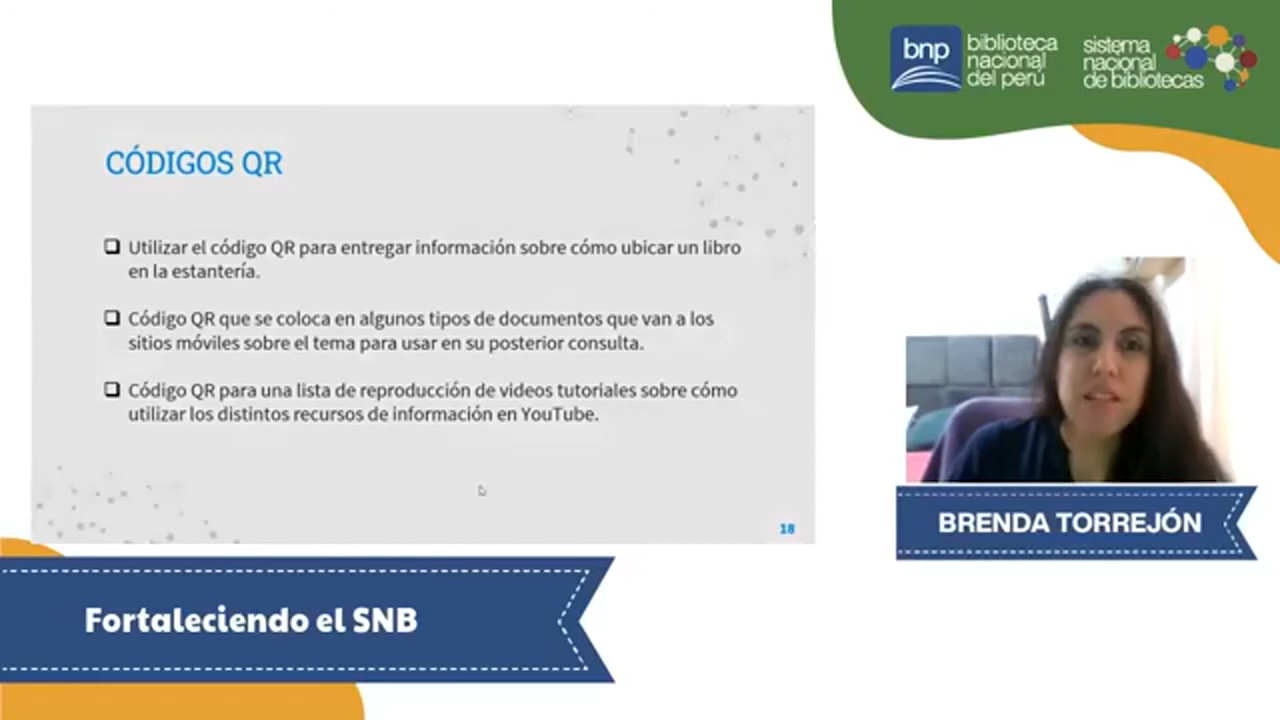 bnp
biblioteca
nacional
del perú
sistema
nacional
de bibliotecas
CÓDIGOS QR
Utilizar el código QR para entregar información sobre cómo ubicar un libro
en la estantería.
Código QR que se coloca en algunos tipos de documentos que van a los
sitios móviles sobre el tema para usar en su posterior consulta.
Código QR para una lista de reproducción de videos tutoriales sobre cómo
utilizar los distintos recursos de información en YouTube.
18
BRENDA TORREJÓN
Fortaleciendo el SNB